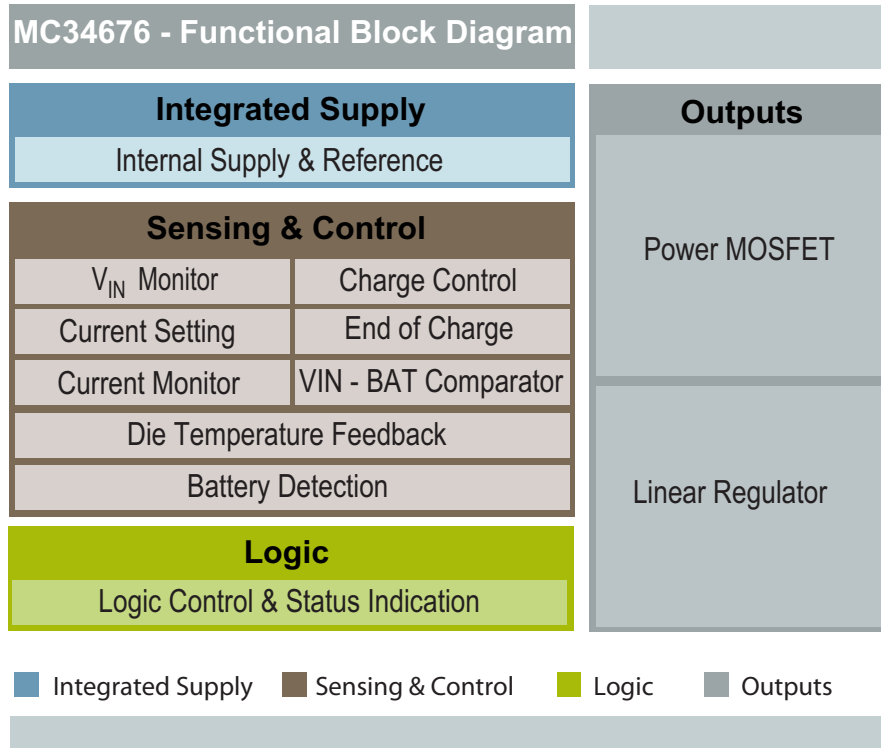 MC34676 - Functional Block Diagram
Integrated Supply
Internal Supply & Reference
Sensing & Control
VIN Monitor
Charge Control
Current Setting
End of Charge
Current Monitor
VIN - BAT Comparator
Die Temperature Feedback
Battery Detection
Logic
Logic Control & Status Indication
Outputs
Power MOSFET
Linear Regulator
Integrated Supply
Sensing & Control
Logic
Outputs